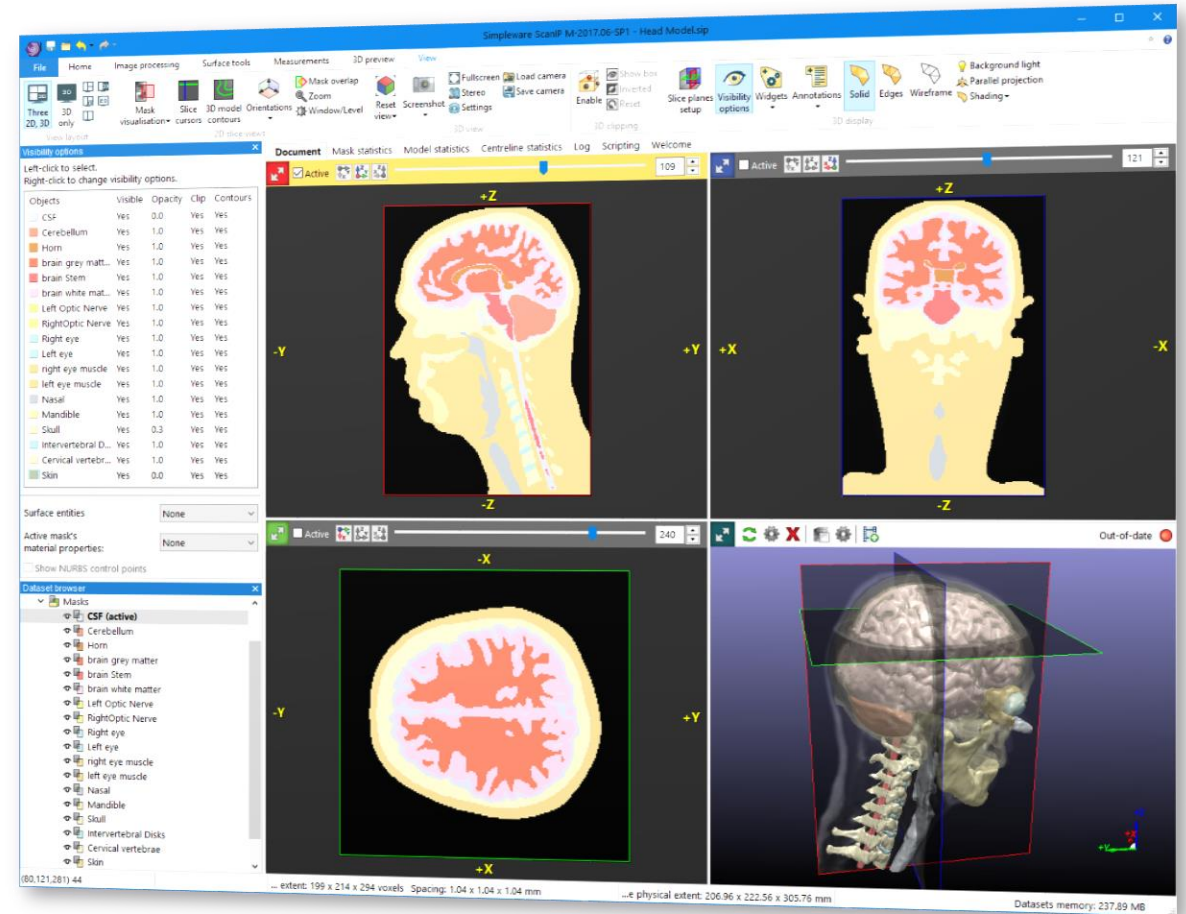 Simpleware ScanIP M-2017.06-SP1 - Head Model.sip
File Home Image processing Surface tools Measurements 3D preview View
Three 2D, 3D
3D only
View layout
Mask visualisation
Slice cursors
3D model contours
Orientations
Mask overlap
Zoom
Window/Level
2D slice views
Reset view
Screenshot
Fullscreen
Stereo
Settings
Load camera
Save camera
3D view
Enable
Show box
Inverted
Reset
3D clipping
Slice planes setup
Visibility options
Widgets
Annotations
Solid
Edges
Wireframe
Background light
Parallel projection
Shading
3D display
Visibility options
Left-click to select.
Right-click to change visibility options.
Objects Visible Opacity Clip Contours
CSF Yes 0.0 Yes Yes
Cerebellum Yes 1.0 Yes Yes
Horn Yes 1.0 Yes Yes
brain grey matt... Yes 1.0 Yes Yes
brain Stem Yes 1.0 Yes Yes
brain white mat... Yes 1.0 Yes Yes
Left Optic Nerve Yes 1.0 Yes Yes
RightOptic Nerve Yes 1.0 Yes Yes
Right eye Yes 1.0 Yes Yes
Left eye Yes 1.0 Yes Yes
right eye muscle Yes 1.0 Yes Yes
left eye muscle Yes 1.0 Yes Yes
Nasal Yes 1.0 Yes Yes
Mandible Yes 1.0 Yes Yes
Skull Yes 0.3 Yes Yes
Intervertebral D... Yes 1.0 Yes Yes
Cervical vertebr... Yes 1.0 Yes Yes
Skin Yes 0.0 Yes Yes
Surface entities None
Active mask's
material properties: None
Show NURBS control points
Dataset browser
Masks
CSF (active)
Cerebellum
Horn
brain grey matter
brain Stem
brain white matter
Left Optic Nerve
RightOptic Nerve
Right eye
Left eye
right eye muscle
left eye muscle
Nasal
Mandible
Skull
Intervertebral Disks
Cervical vertebrae
Skin
Document Mask statistics Model statistics Centreline statistics Log Scripting Welcome
Active 109
+Z
-Y +Y
-Z
Active 121
+Z
+X -X
-Z
Active 240
-X
-Y +Y
+X
Out-of-date
+X
+Y
(80,121,281) 44
... extent: 199 x 214 x 294 voxels Spacing: 1.04 x 1.04 x 1.04 mm
...e physical extent: 206.96 x 222.56 x 305.76 mm
Datasets memory: 237.89 MB